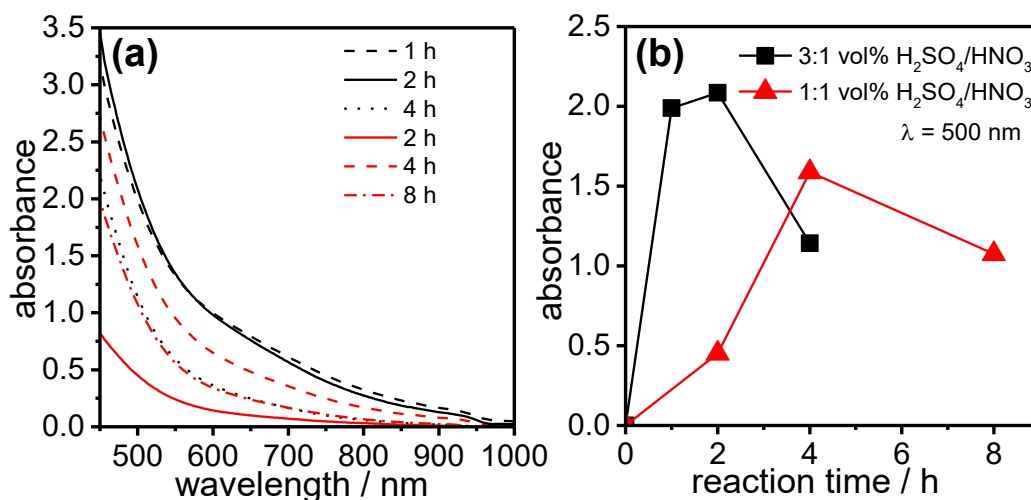 (a)
1 h
2 h
4 h
2 h
4 h
8 h
absorbance
3.5
3.0
2.5
2.0
1.5
1.0
0.5
0.0
500 600 700 800 900 1000
wavelength / nm
(b)
3:1 vol% H₂SO₄/HNO₃
1:1 vol% H₂SO₄/HNO₃
λ = 500 nm
absorbance
2.5
2.0
1.5
1.0
0.5
0.0
0 2 4 6 8
reaction time / h